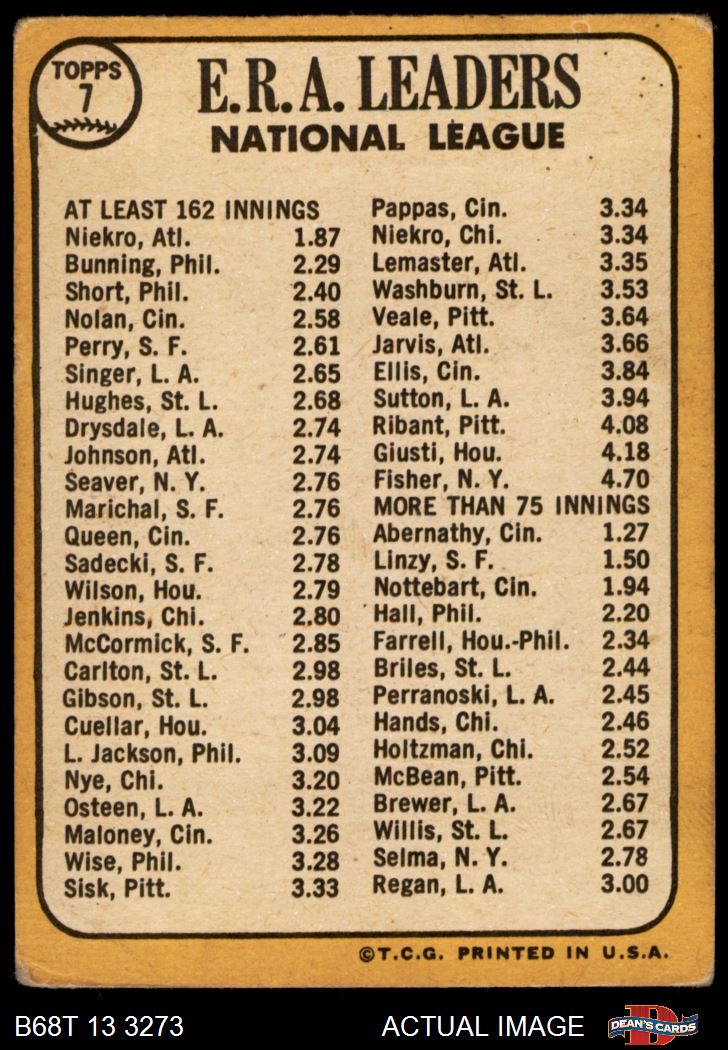 TOPPS
7
E.R.A. LEADERS
NATIONAL LEAGUE
AT LEAST 162 INNINGS
Niekro, Atl. 1.87
Bunning, Phil. 2.29
Short, Phil. 2.40
Nolan, Cin. 2.58
Perry, S. F. 2.61
Singer, L. A. 2.65
Hughes, St. L. 2.68
Drysdale, L. A. 2.74
Johnson, Atl. 2.74
Seaver, N. Y. 2.76
Marichal, S. F. 2.76
Queen, Cin. 2.76
Sadecki, S. F. 2.78
Wilson, Hou. 2.79
Jenkins, Chi. 2.80
McCormick, S. F. 2.85
Carlton, St. L. 2.98
Gibson, St. L. 2.98
Cuellar, Hou. 3.04
L. Jackson, Phil. 3.09
Nye, Chi. 3.20
Osteen, L. A. 3.22
Maloney, Cin. 3.26
Wise, Phil. 3.28
Sisk, Pitt. 3.33
Pappas, Cin. 3.34
Niekro, Chi. 3.34
Lemaster, Atl. 3.35
Washburn, St. L. 3.53
Veale, Pitt. 3.64
Jarvis, Atl. 3.66
Ellis, Cin. 3.84
Sutton, L. A. 3.94
Ribant, Pitt. 4.08
Giusti, Hou. 4.18
Fisher, N. Y. 4.70
MORE THAN 75 INNINGS
Abernathy, Cin. 1.27
Linzy, S. F. 1.50
Nottebart, Cin. 1.94
Hall, Phil. 2.20
Farrell, Hou.-Phil. 2.34
Briles, St. L. 2.44
Perranoski, L. A. 2.45
Hands, Chi. 2.46
Holtzman, Chi. 2.52
McBean, Pitt. 2.54
Brewer, L. A. 2.67
Willis, St. L. 2.67
Selma, N. Y. 2.78
Regan, L. A. 3.00
©T.C.G. PRINTED IN U.S.A.
B68T 13 3273 ACTUAL IMAGE
D
DEAN'S CARDS